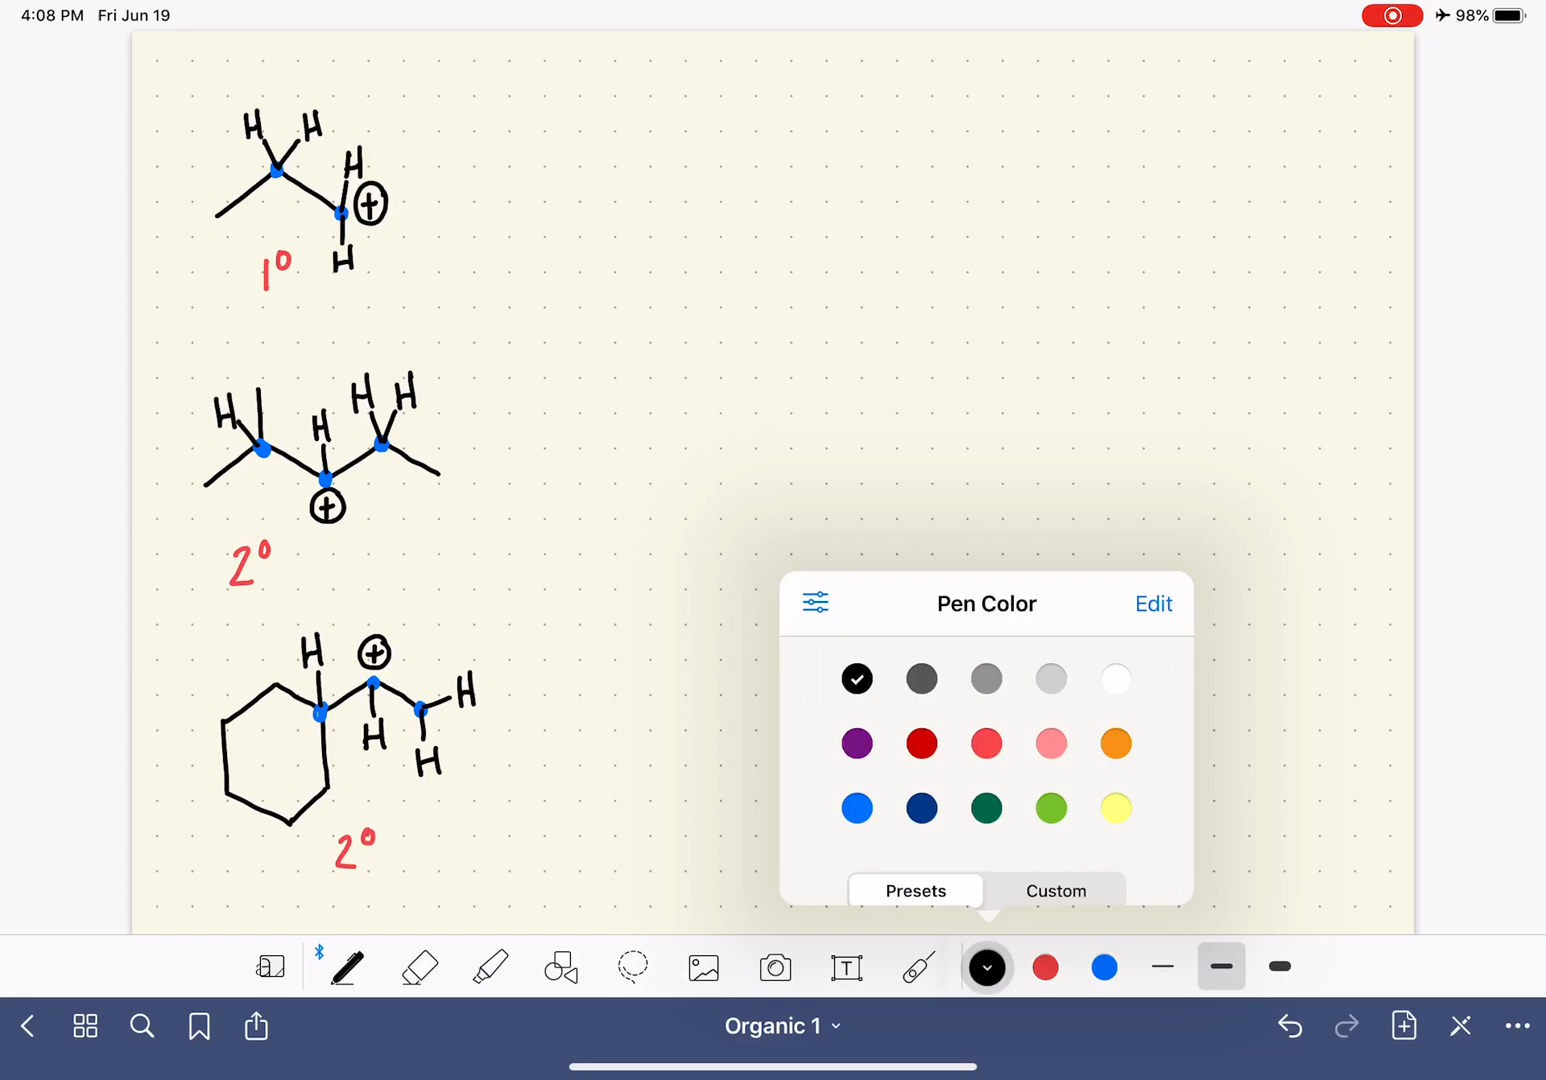 4:08 PM Fri Jun 19
98%
H H
H
+
H
1°
H H
H H
+
2°
H +
H
H
H
2°
Pen Color
Edit
Presets
Custom
T
Organic 1